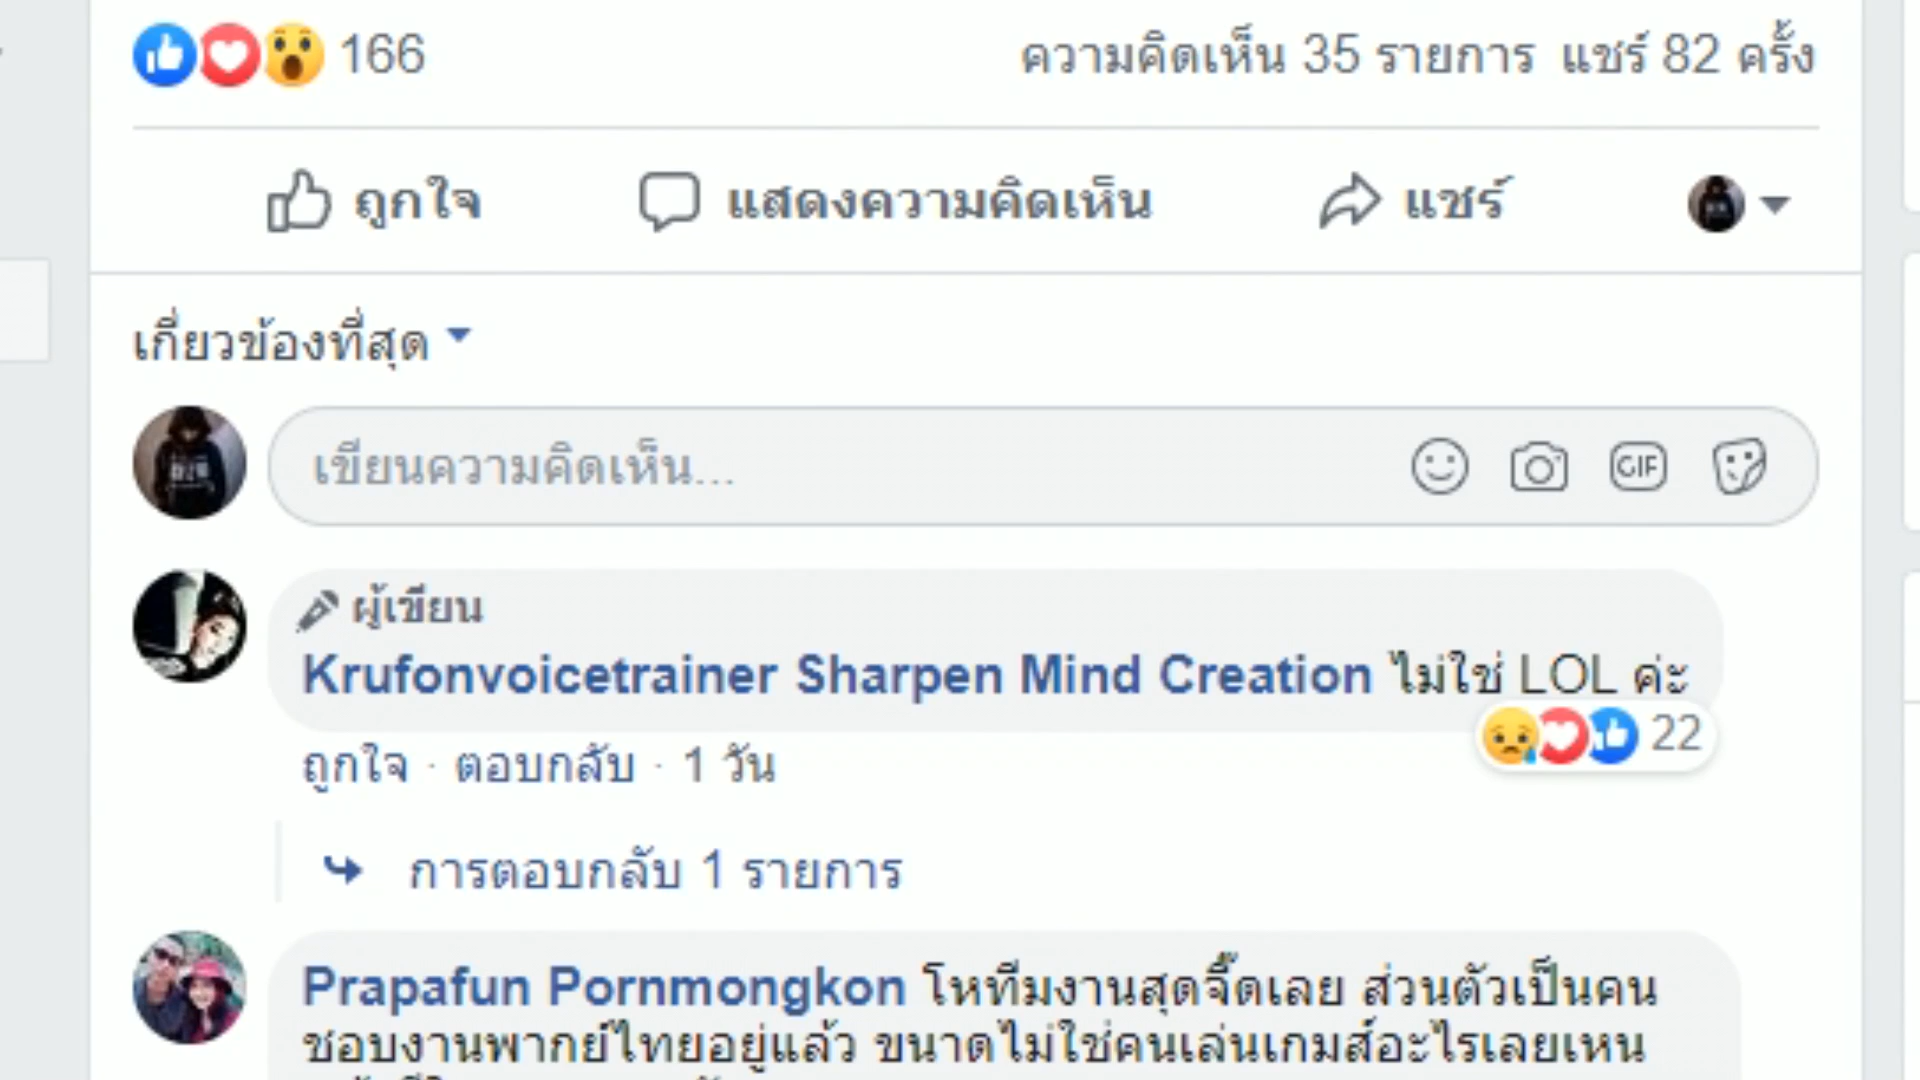 166
ความคิดเห็น 35 รายการ แชร์ 82 ครั้ง
ถูกใจ แสดงความคิดเห็น แชร์
เกี่ยวข้องที่สุด
เขียนความคิดเห็น...
GIF
ผู้เขียน
Krufonvoicetrainer Sharpen Mind Creation ไม่ใช่ LOL ค่ะ
22
ถูกใจ · ตอบกลับ · 1 วัน
การตอบกลับ 1 รายการ
Prapafun Pornmongkon โหทีมงานสุดจี๊ดเลย ส่วนตัวเป็นคน
ชอบงานพากย์ไทยอยู่แล้ว ขนาดไม่ใช่คนเล่นเกมส์อะไรเลยเหน